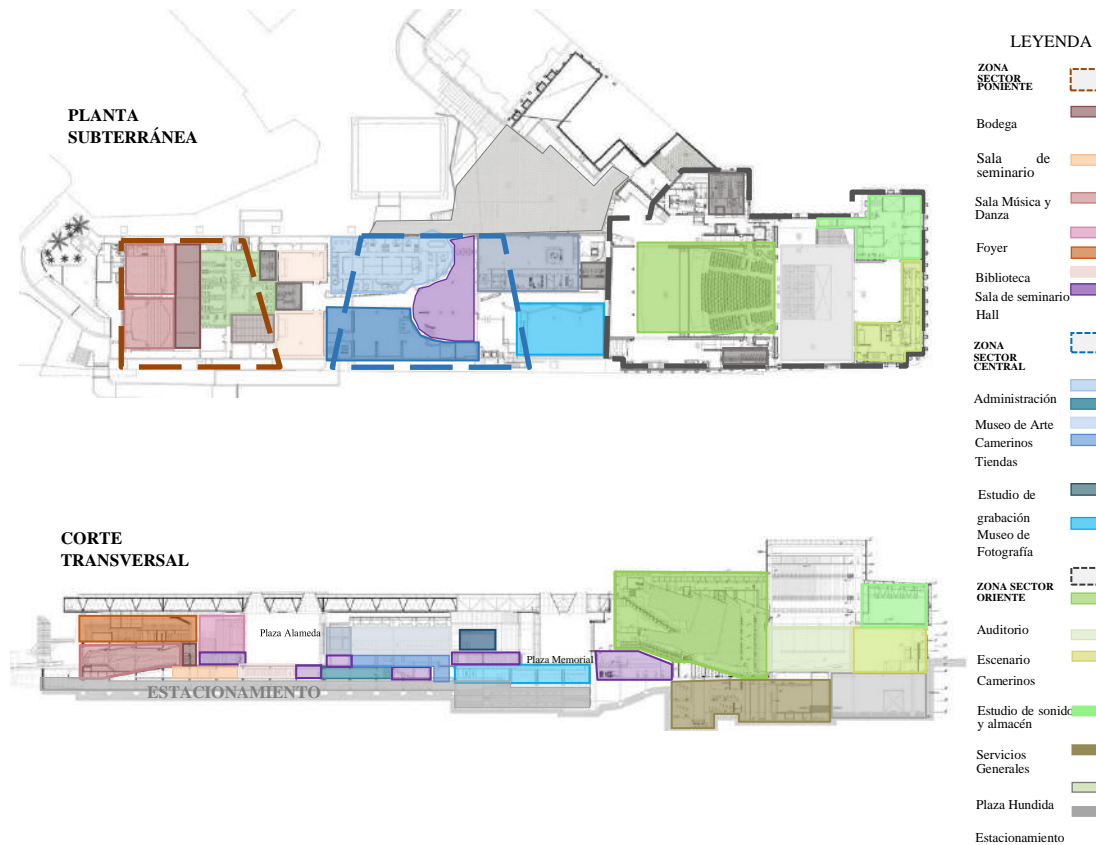 PLANTA
SUBTERRÁNEA
CORTE
TRANSVERSAL
Plaza Alameda
Plaza Memorial
ESTACIONAMIENTO
LEYENDA
ZONA
SECTOR
PONIENTE
Bodega
Sala de
seminario
Sala Música y
Danza
Foyer
Biblioteca
Sala de seminario
Hall
ZONA
SECTOR
CENTRAL
Administración
Museo de Arte
Camerinos
Tiendas
Estudio de
grabación
Museo de
Fotografía
ZONA SECTOR
ORIENTE
Auditorio
Escenario
Camerinos
Estudio de sonido
y almacén
Servicios
Generales
Plaza Hundida
Estacionamiento